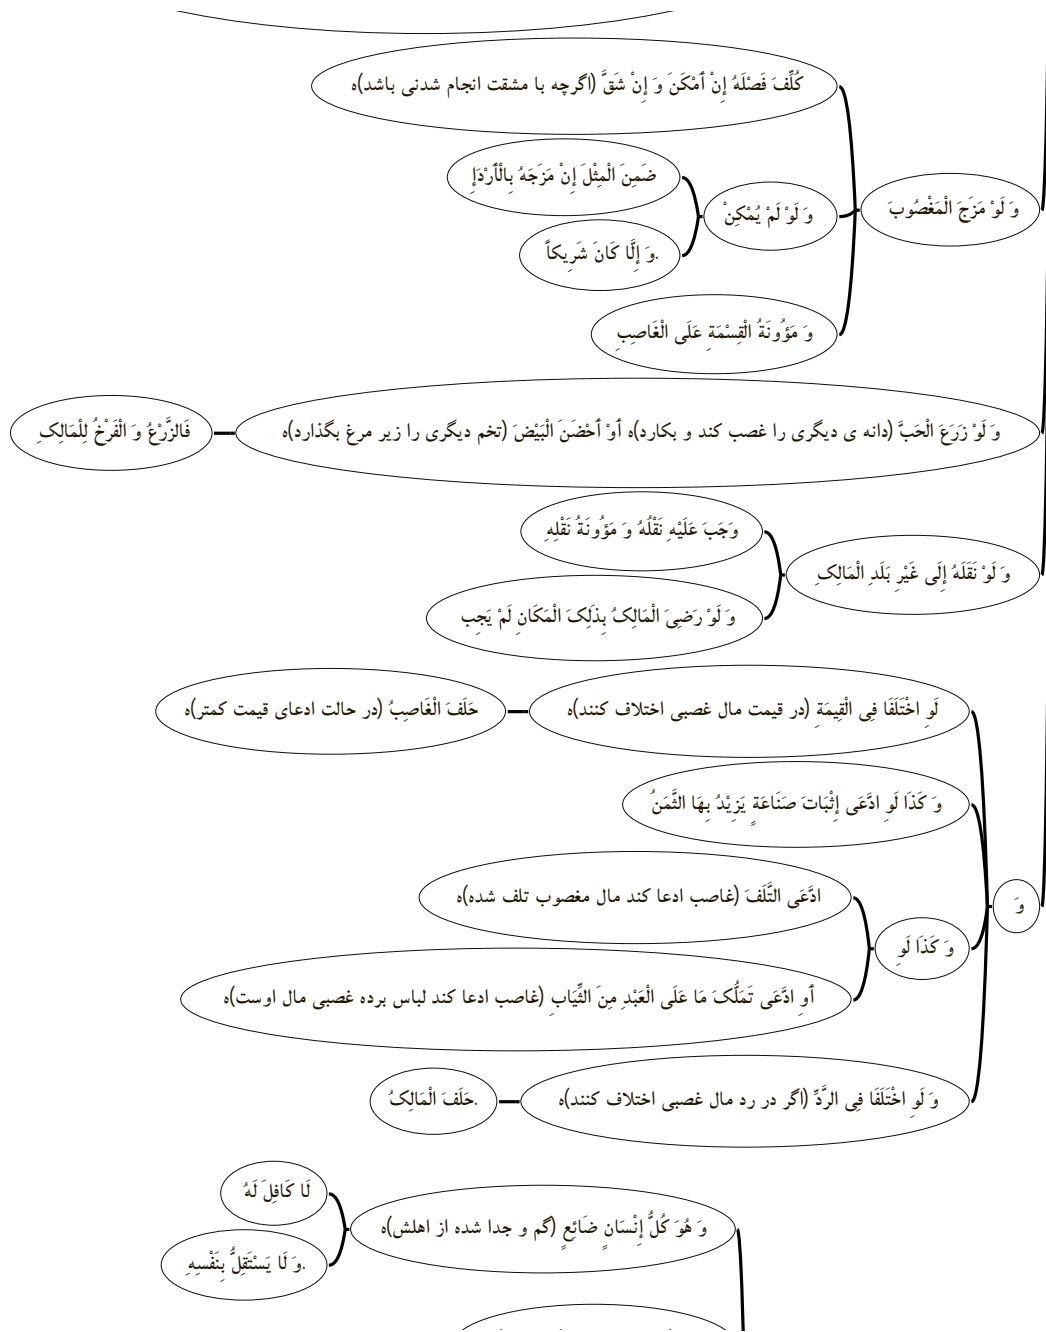 وَ لَوْ مَزَجَ الْمَغْصُوبَ
كُلِّفَ فَصْلَهُ إِنْ أَمْكَنَ وَ إِنْ شَقَّ (اگرچه با مشقت انجام شدنی باشد)ه
وَ لَوْ لَمْ يُمْكِنْ
ضَمِنَ الْمِثْلَ إِنْ مَزَجَهُ بِالْأَرْدَإِ
.وَ إِلَّا كَانَ شَرِيكاً
وَ مَؤُونَةُ الْقِسْمَةِ عَلَى الْغَاصِبِ
وَ لَوْ زَرَعَ الْحَبَّ (دانه ی دیگری را غصب کند و بکارد)ه أَوْ أَحْضَنَ الْبَيْضَ (تخم دیگری را زیر مرغ بگذارد)ه
فَالزَّرْعُ وَ الْفَرْخُ لِلْمَالِکِ
وَ لَوْ نَقَلَهُ إِلَى غَيْرِ بَلَدِ الْمَالِکِ
وَجَبَ عَلَيْهِ نَقْلُهُ وَ مَؤُونَةُ نَقْلِهِ
وَ لَوْ رَضِيَ الْمَالِکُ بِذَلِکَ الْمَكَانِ لَمْ يَجِب
وَ
لَوِ اخْتَلَفَا فِی الْقِيمَةِ (در قیمت مال غصبی اختلاف کنند)ه
حَلَفَ الْغَاصِبُ (در حالت ادعای قیمت کمتر)ه
وَ كَذَا لَوِ ادَّعَى إِثْبَاتَ صَنَاعَةٍ يَزِيْدُ بِهَا الثَّمَنُ
وَ كَذَا لَوِ
ادَّعَى التَّلَفَ (غاصب ادعا کند مال مغصوب تلف شده)ه
أَوِ ادَّعَى تَمَلُّکَ مَا عَلَى الْعَبْدِ مِنَ الثِّيَابِ (غاصب ادعا کند لباس برده غصبی مال اوست)ه
وَ لَوِ اخْتَلَفَا فِی الرَّدِّ (اگر در رد مال غصبی اختلاف کنند)ه
.حَلَفَ الْمَالِکُ
وَ هُوَ كُلُّ إِنْسَانٍ ضَائِعٍ (گم و جدا شده از اهلش)ه
لَا كَافِلَ لَهُ
.وَ لَا يَسْتَقِلُّ بِنَفْسِهِ